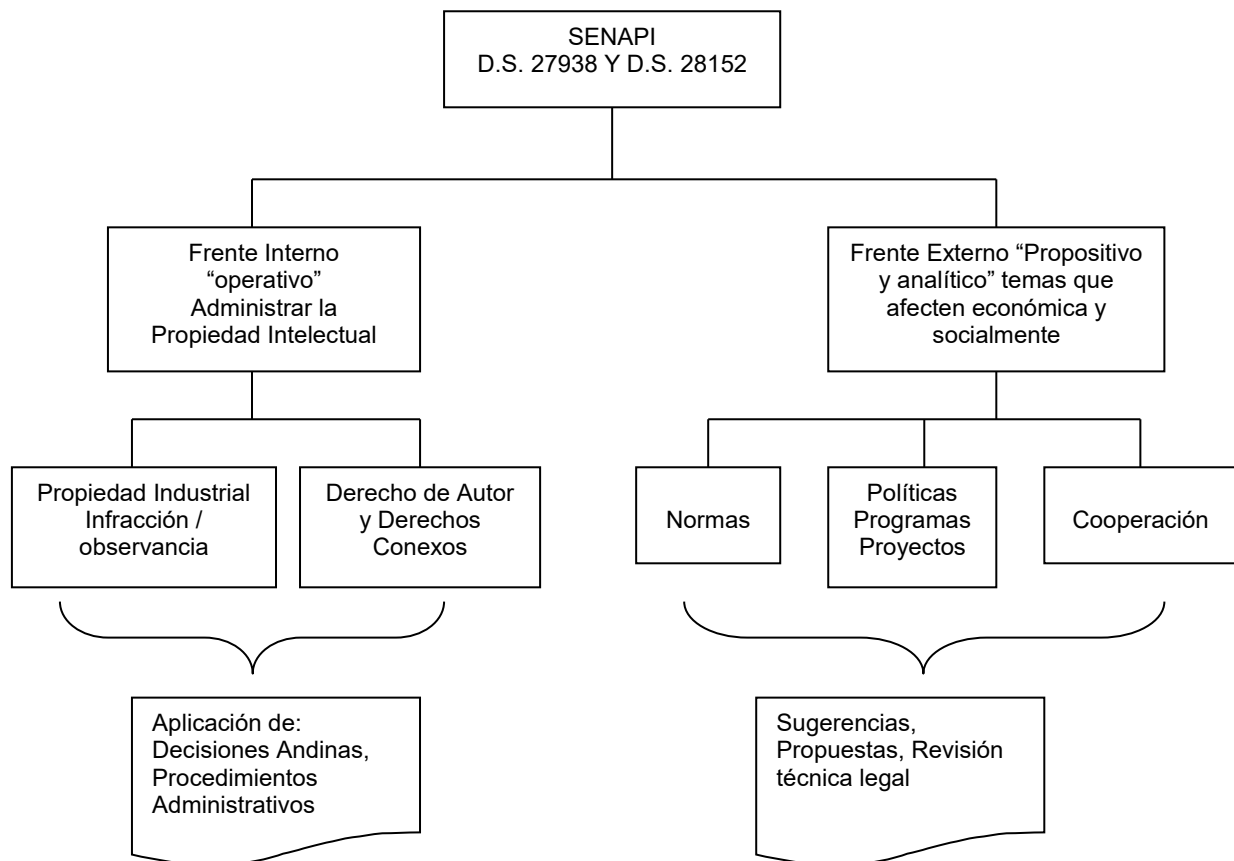 SENAPI
D.S. 27938 Y D.S. 28152
Frente Interno
“operativo”
Administrar la
Propiedad Intelectual
Frente Externo “Propositivo
y analítico” temas que
afecten económica y
socialmente
Propiedad Industrial
Infracción /
observancia
Derecho de Autor
y Derechos
Conexos
Normas
Políticas
Programas
Proyectos
Cooperación
Aplicación de:
Decisiones Andinas,
Procedimientos
Administrativos
Sugerencias,
Propuestas, Revisión
técnica legal